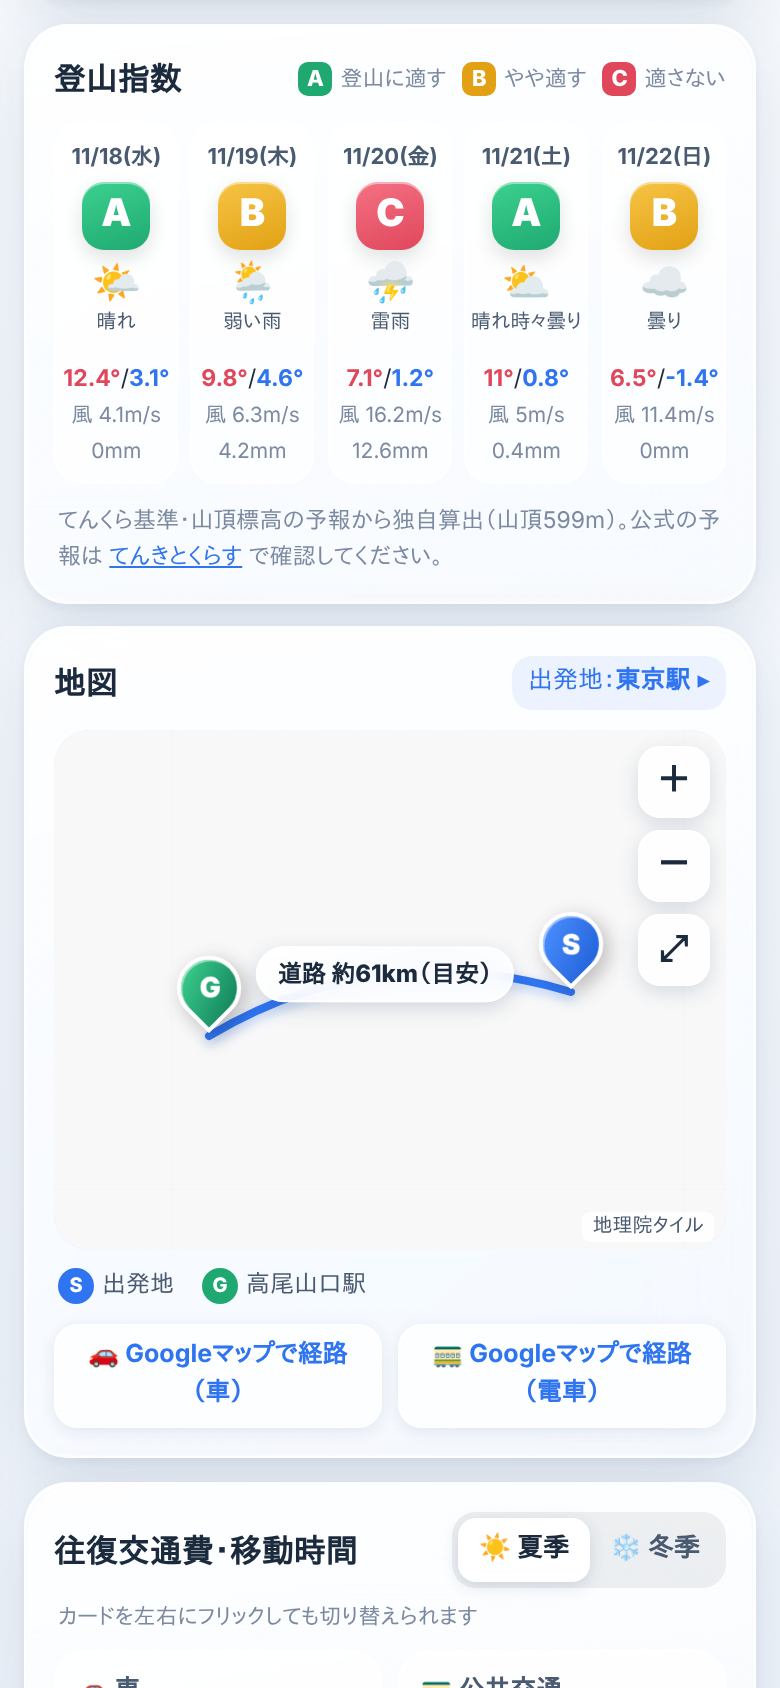 登山指数 A 登山に適す B やや適す C 適さない
11/18(水) 11/19(木) 11/20(金) 11/21(土) 11/22(日)
A B C A B
晴れ 弱い雨 雷雨 晴れ時々曇り 曇り
12.4°/3.1° 9.8°/4.6° 7.1°/1.2° 11°/0.8° 6.5°/-1.4°
風 4.1m/s 風 6.3m/s 風 16.2m/s 風 5m/s 風 11.4m/s
0mm 4.2mm 12.6mm 0.4mm 0mm
てんくら基準・山頂標高の予報から独自算出（山頂599m）。公式の予
報は てんきとくらす で確認してください。
地図 出発地：東京駅 ▸
+
−
S
道路 約61km（目安）
G
地理院タイル
S 出発地 G 高尾山口駅
Googleマップで経路
（車）
Googleマップで経路
（電車）
往復交通費・移動時間 夏季 冬季
カードを左右にフリックしても切り替えられます
車 公共交通